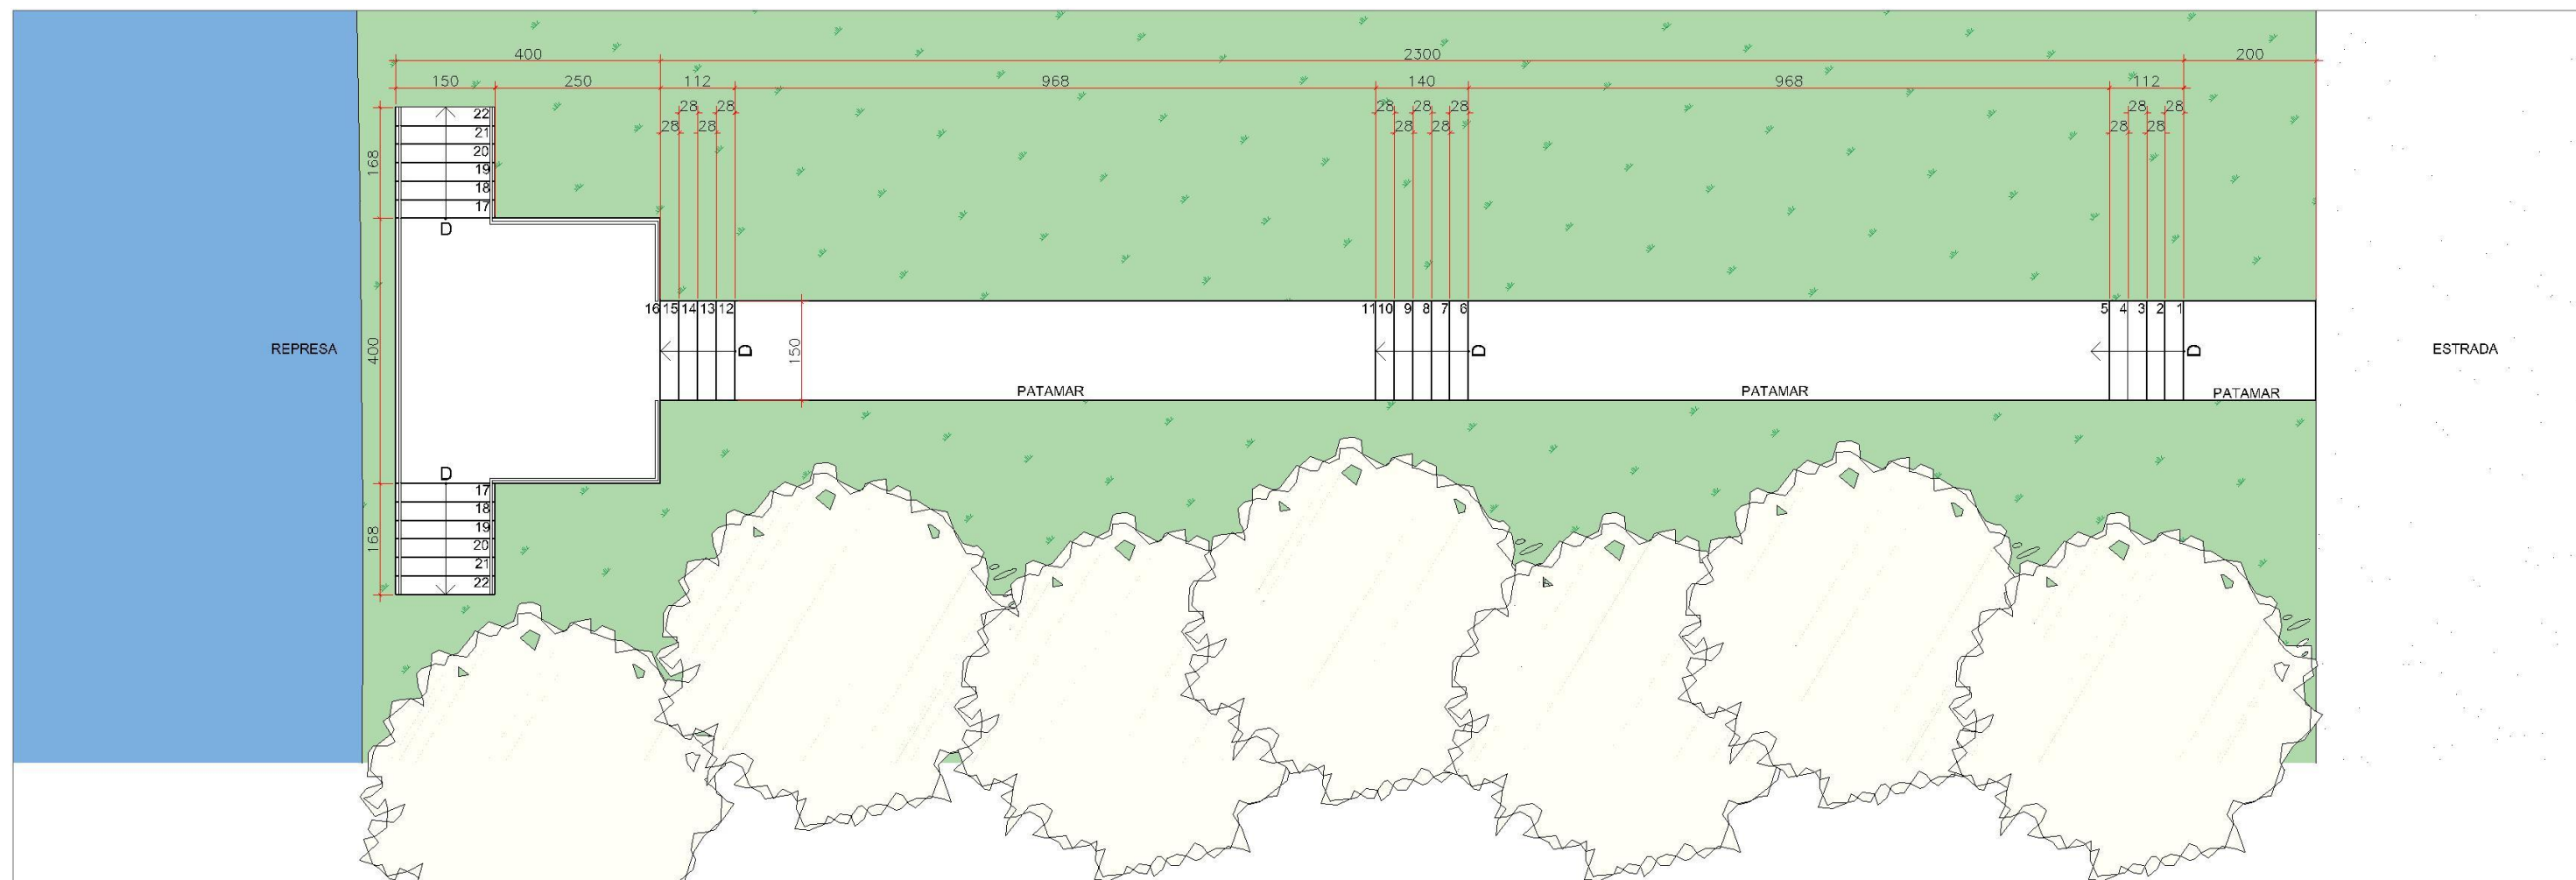 400 2300 200
150 250 112 968 140 968 112
28 28 28 28 28 28 28
28 28 28 28 28 28
168
22
21
20
19
18
17
D
16 15 14 13 12
11 10 9 8 7 6
5 4 3 2 1
REPRESA
400
D
150
D
D
ESTRADA
PATAMAR
PATAMAR
PATAMAR
D
17
18
19
20
21
22
168